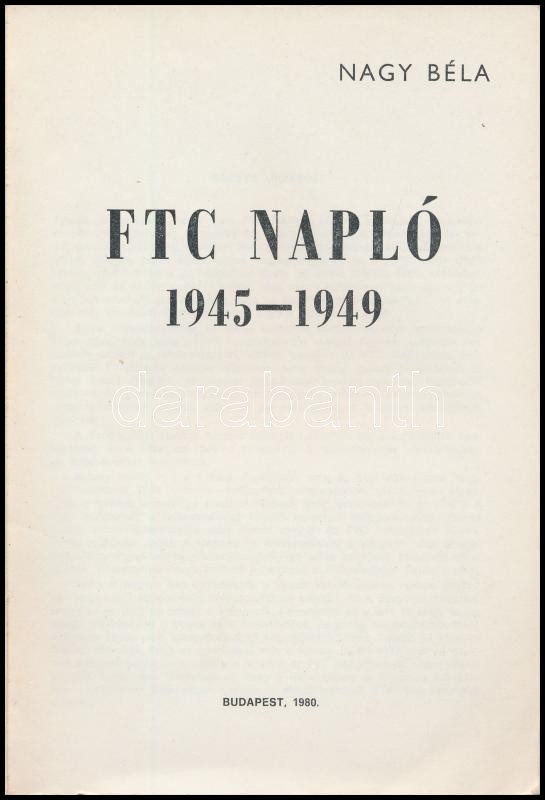 NAGY BÉLA
FTC NAPLÓ
1945—1949
darabanth
BUDAPEST, 1980.